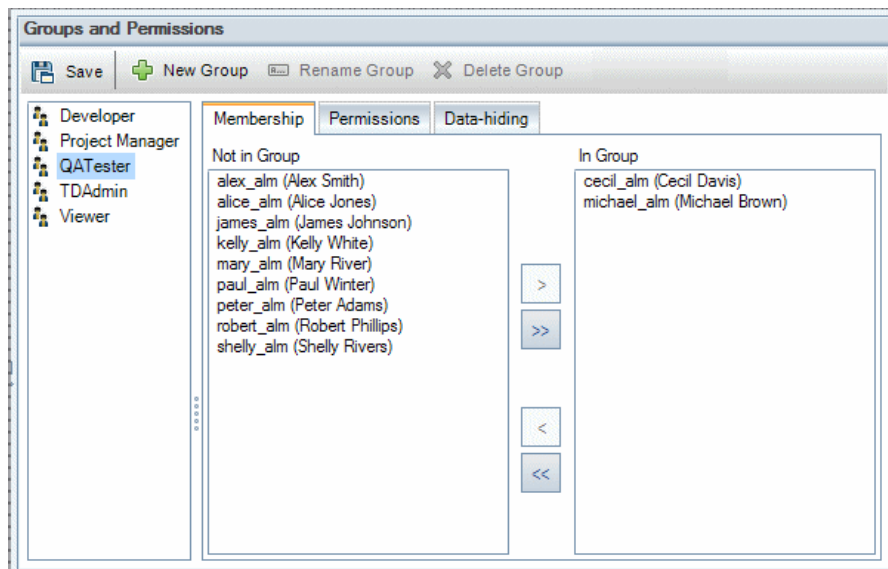 Groups and Permissions
Save New Group Rename Group Delete Group
Developer
Project Manager
QATester
TDAdmin
Viewer
Membership Permissions Data-hiding
Not in Group
alex_alm (Alex Smith)
alice_alm (Alice Jones)
james_alm (James Johnson)
kelly_alm (Kelly White)
mary_alm (Mary River)
paul_alm (Paul Winter)
peter_alm (Peter Adams)
robert_alm (Robert Phillips)
shelly_alm (Shelly Rivers)
>
>>
<
<<
In Group
cecil_alm (Cecil Davis)
michael_alm (Michael Brown)